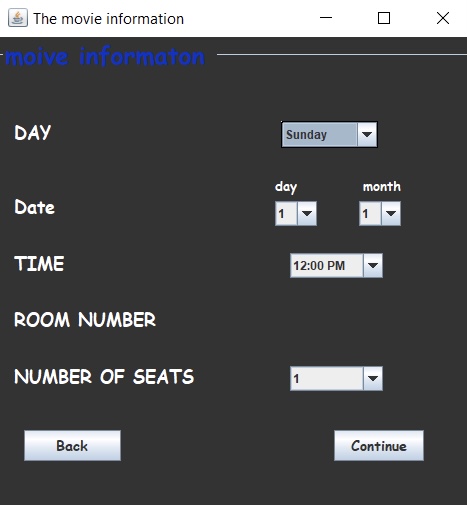 The movie information
moive informaton
DAY
Sunday
day month
Date 1 1
TIME 12:00 PM
ROOM NUMBER
NUMBER OF SEATS 1
Back Continue